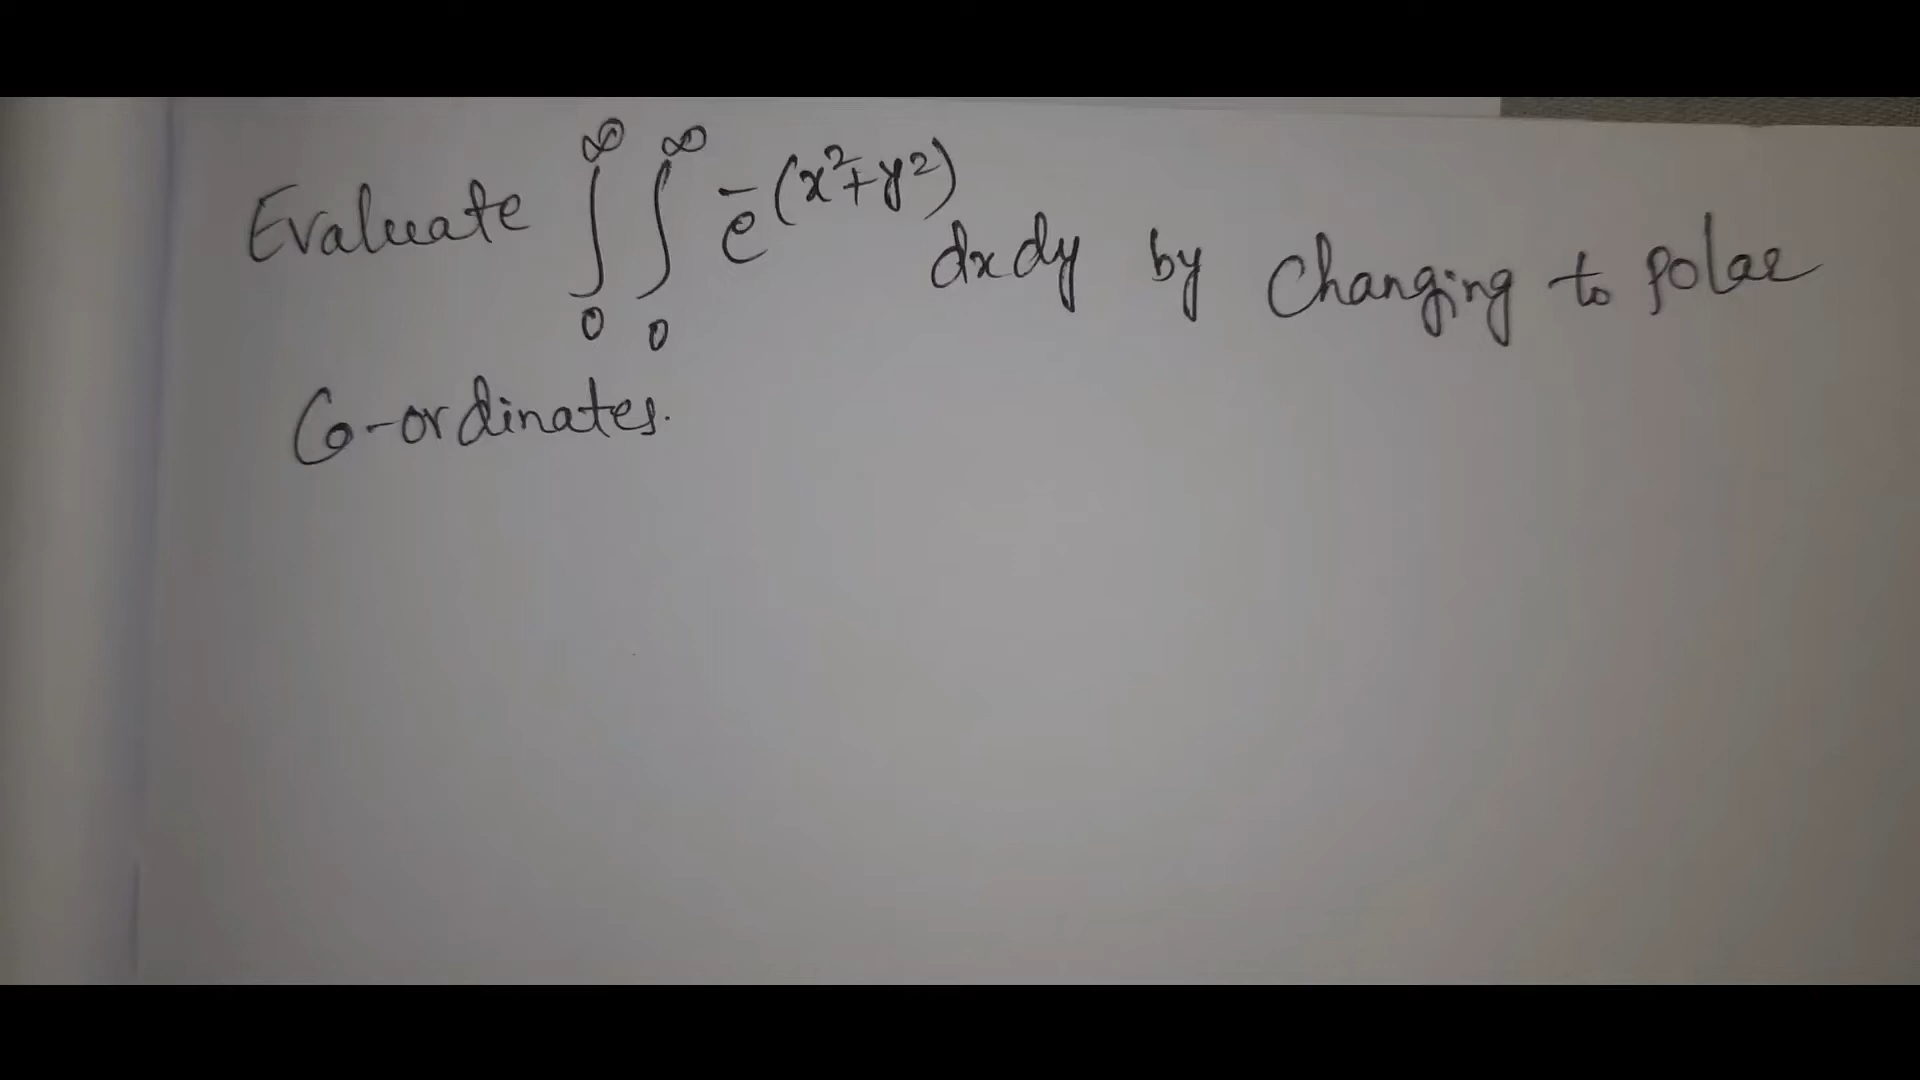 Evaluate ∫₀^∞ ∫₀^∞ e^-(x²+y²) dx dy by Changing to polar
Co-ordinates.